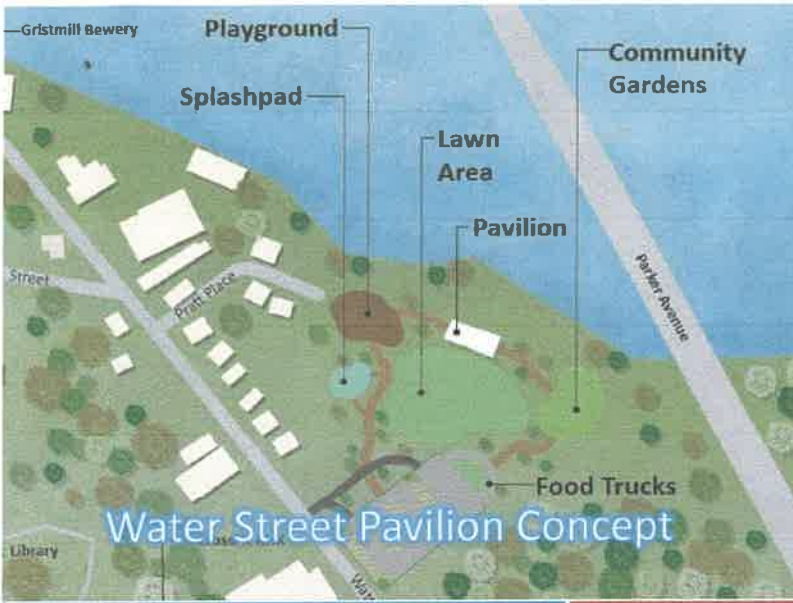 Gristmill Bewery
Playground
Community
Gardens
Splashpad
Lawn
Area
Pavilion
Parker Avenue
Street
Pratt Place
Food Trucks
Water Street Pavilion Concept
Library